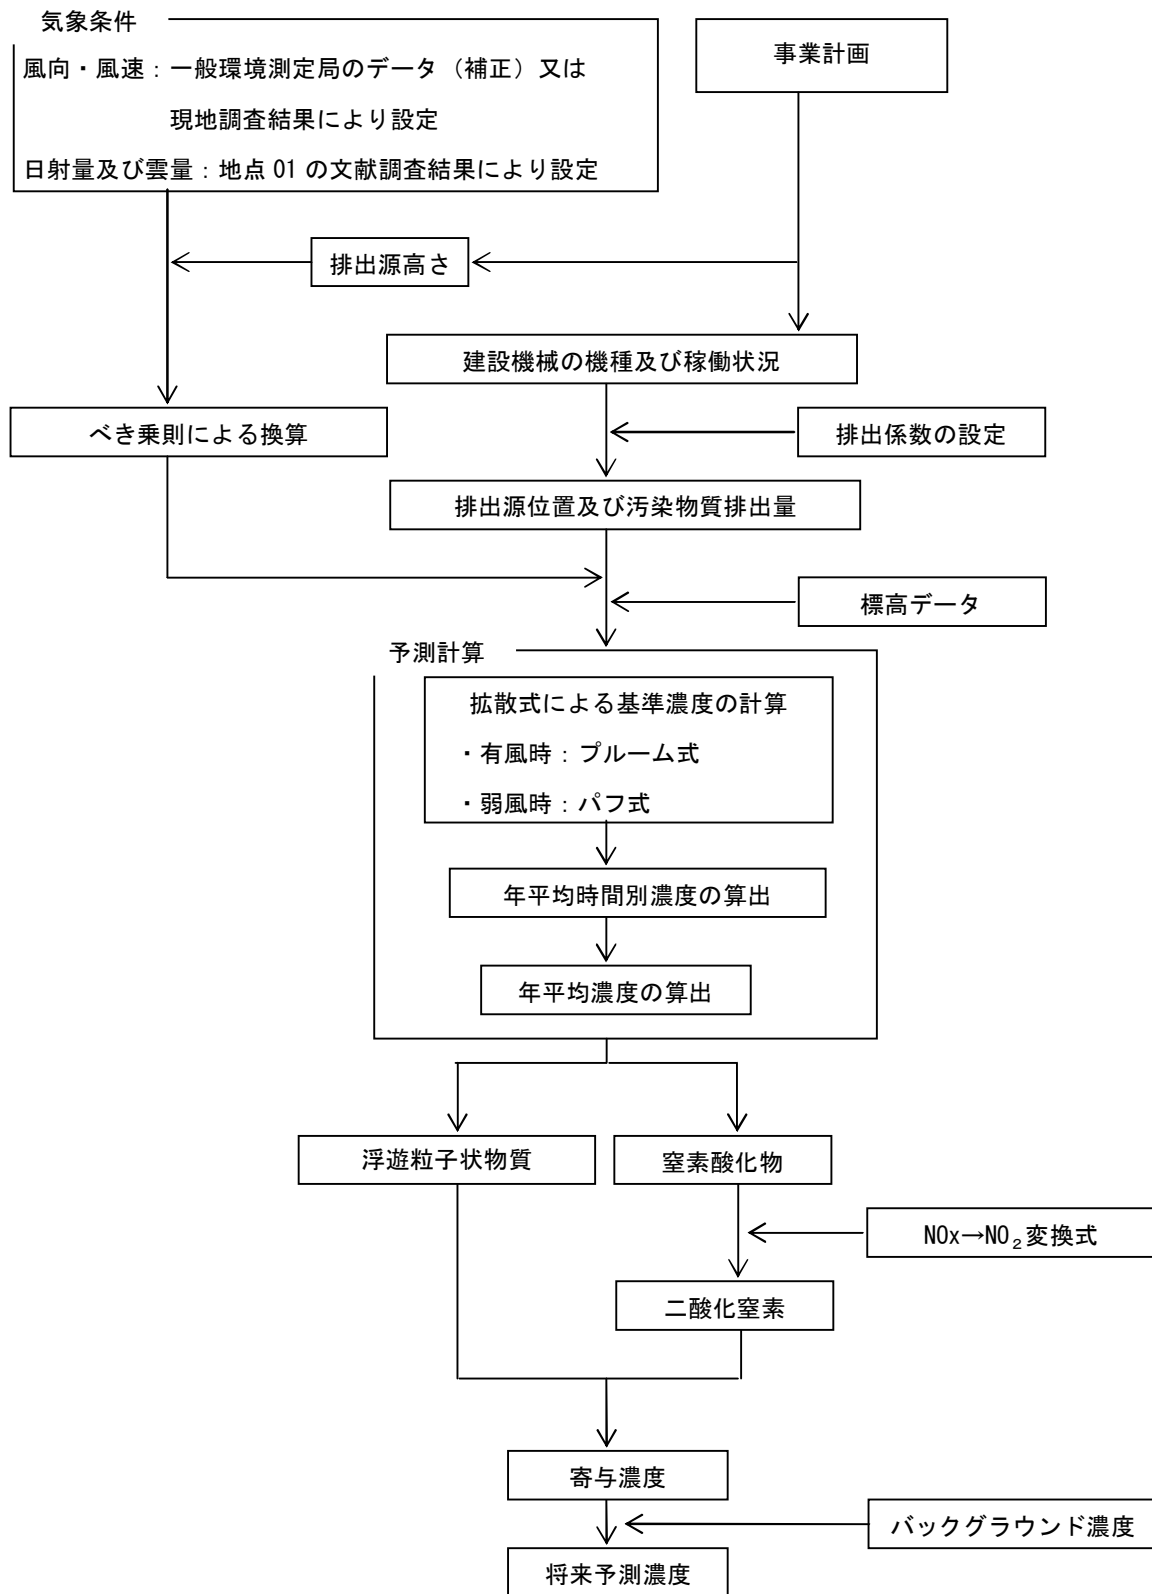 気象条件
風向・風速：一般環境測定局のデータ（補正）又は
現地調査結果により設定
日射量及び雲量：地点 01 の文献調査結果により設定
事業計画
排出源高さ
建設機械の機種及び稼働状況
べき乗則による換算
排出係数の設定
排出源位置及び汚染物質排出量
標高データ
予測計算
拡散式による基準濃度の計算
・有風時：プルーム式
・弱風時：パフ式
年平均時間別濃度の算出
年平均濃度の算出
浮遊粒子状物質
窒素酸化物
NOx→NO₂変換式
二酸化窒素
寄与濃度
バックグラウンド濃度
将来予測濃度